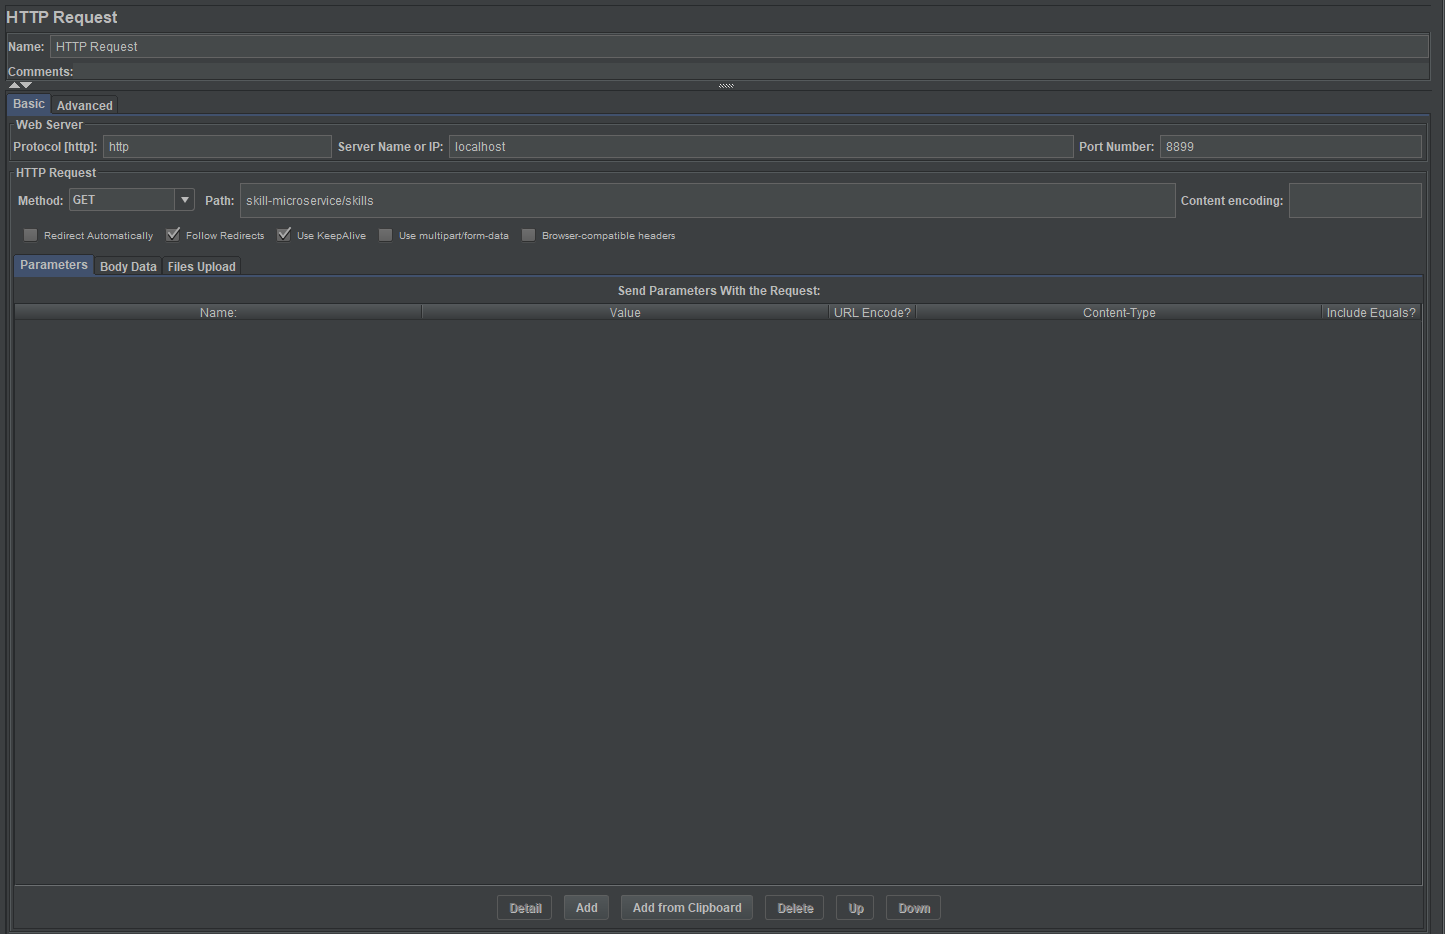 HTTP Request
Name: HTTP Request
Comments:
Basic Advanced
Web Server
Protocol [http]: http Server Name or IP: localhost Port Number: 8899
HTTP Request
Method: GET Path: skill-microservice/skills Content encoding:
Redirect Automatically Follow Redirects Use KeepAlive Use multipart/form-data Browser-compatible headers
Parameters Body Data Files Upload
Send Parameters With the Request:
Name: Value URL Encode? Content-Type Include Equals?
Detail Add Add from Clipboard Delete Up Down